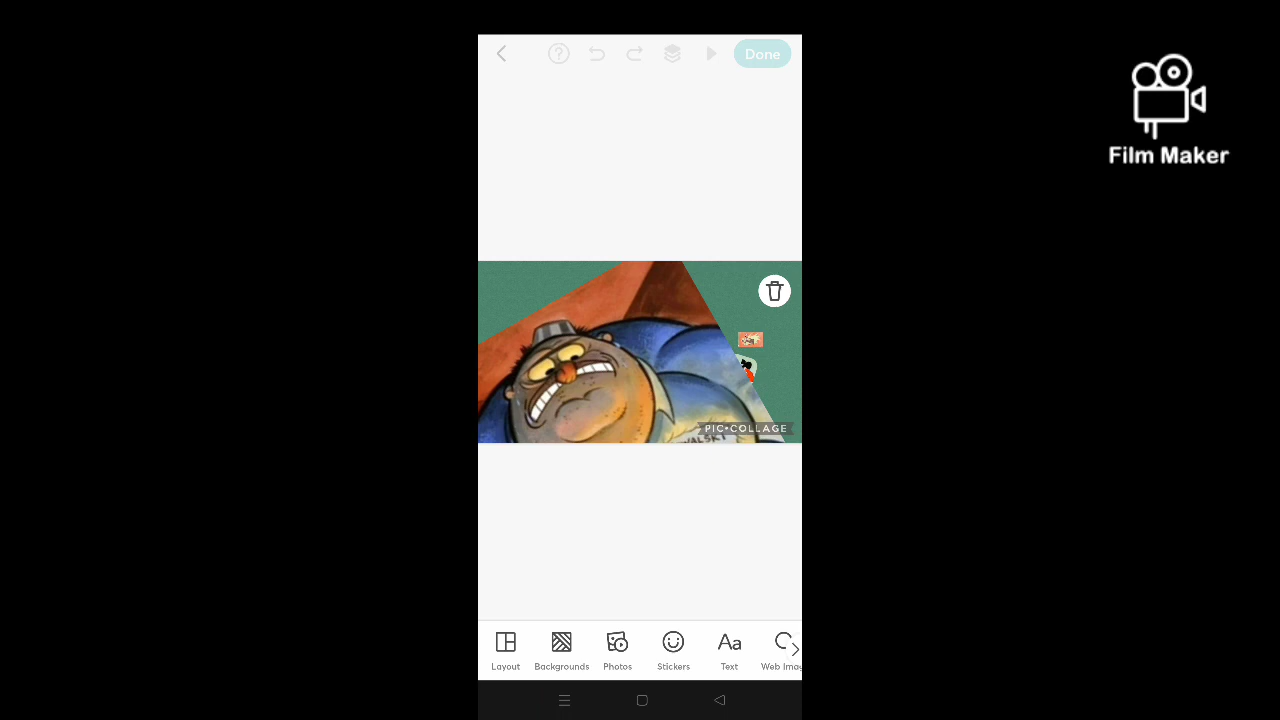 Done
Film Maker
PIC•COLLAGE
Layout
Backgrounds
Photos
Stickers
Aa
Text